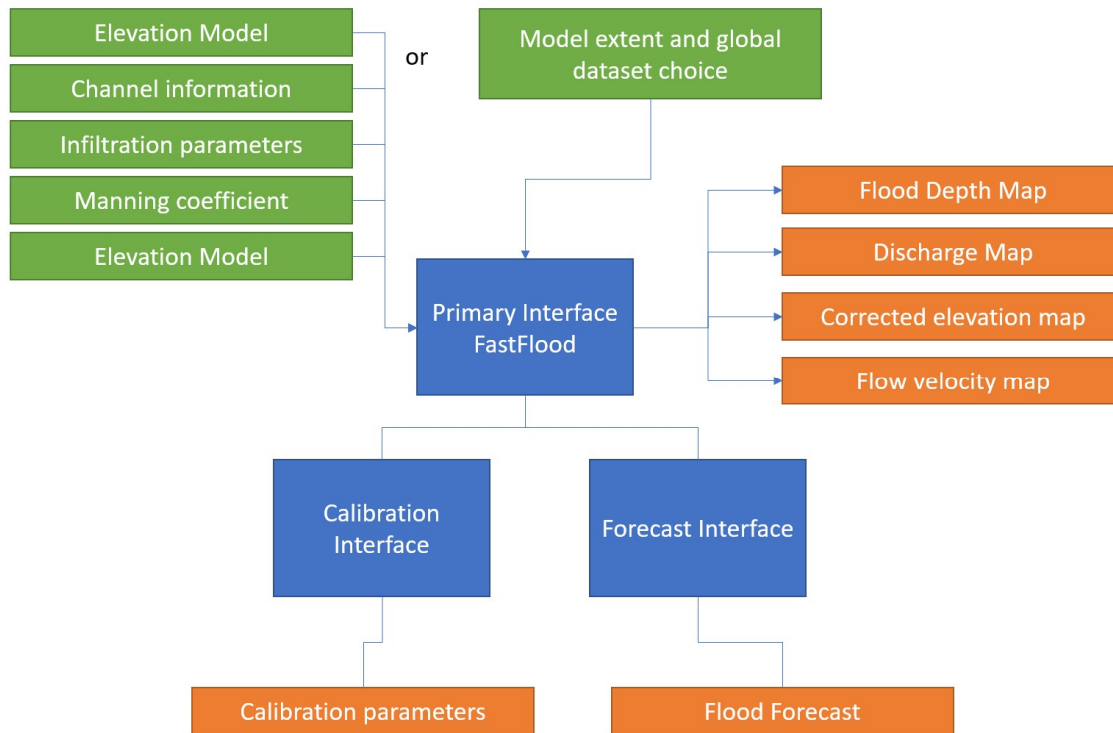 Elevation Model
or
Model extent and global
dataset choice
Channel information
Infiltration parameters
Manning coefficient
Elevation Model
Flood Depth Map
Discharge Map
Corrected elevation map
Flow velocity map
Primary Interface
FastFlood
Calibration
Interface
Forecast Interface
Calibration parameters
Flood Forecast